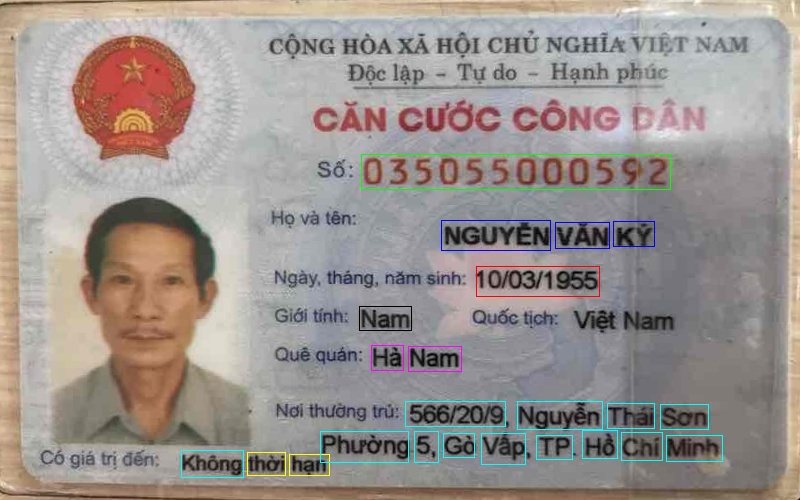 CỘNG HÒA XÃ HỘI CHỦ NGHĨA VIỆT NAM
Độc lập – Tự do – Hạnh phúc
CĂN CƯỚC CÔNG DÂN
Số: 035055000592
Họ và tên:
NGUYỄN VĂN KỶ
Ngày, tháng, năm sinh: 10/03/1955
Giới tính: Nam Quốc tịch: Việt Nam
Quê quán: Hà Nam
Nơi thường trú: 566/20/9, Nguyễn Thái Sơn
Phường 5, Gò Vấp, TP. Hồ Chí Minh
Có giá trị đến: Không thời hạn